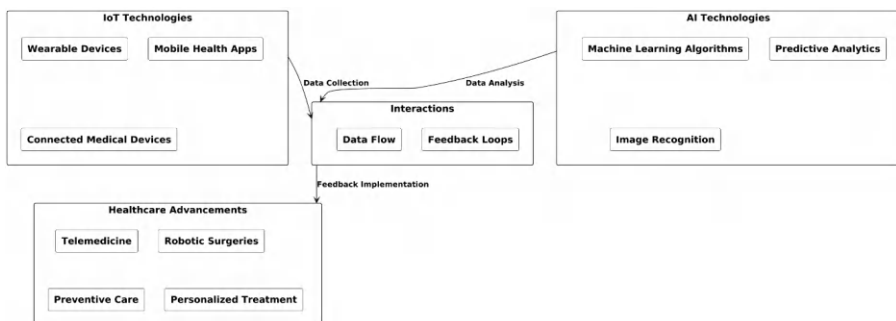 IoT Technologies
Wearable Devices
Mobile Health Apps
Connected Medical Devices
AI Technologies
Machine Learning Algorithms
Predictive Analytics
Image Recognition
Data Collection
Data Analysis
Interactions
Data Flow
Feedback Loops
Feedback Implementation
Healthcare Advancements
Telemedicine
Robotic Surgeries
Preventive Care
Personalized Treatment